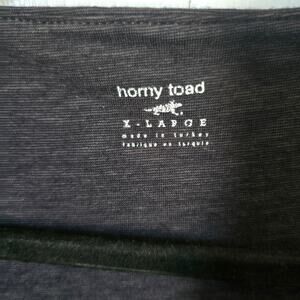 horny toad
X-LARGE
made in turkey
fabrique en turquie